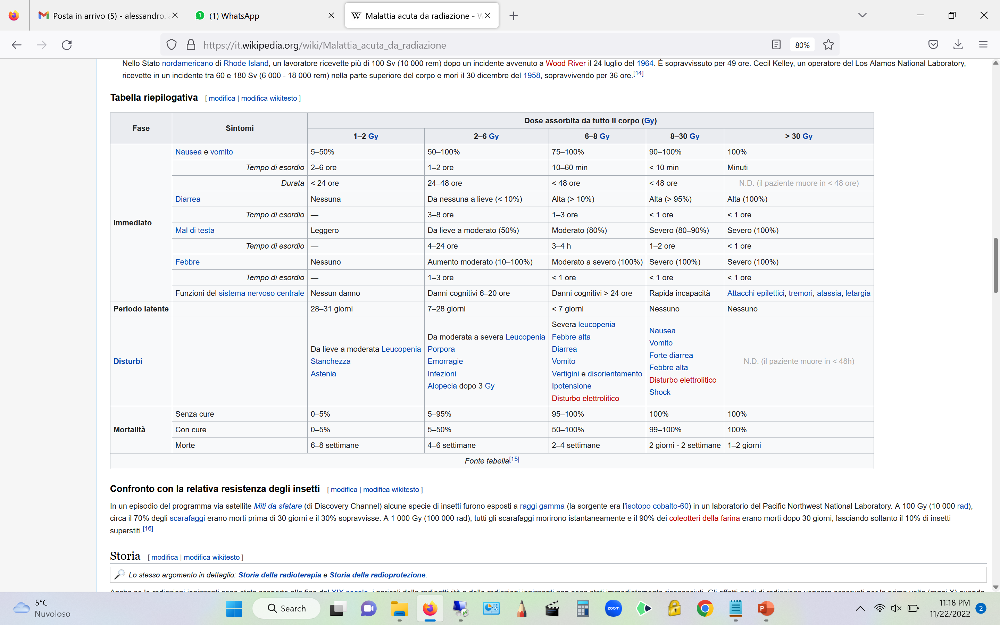 Posta in arrivo (5) - alessandro.la
1 (1) WhatsApp
W Malattia acuta da radiazione - W
https://it.wikipedia.org/wiki/Malattia_acuta_da_radiazione
80%
Nello Stato nordamericano di Rhode Island, un lavoratore ricevette più di 100 Sv (10 000 rem) dopo un incidente avvenuto a Wood River il 24 luglio del 1964. È sopravvissuto per 49 ore. Cecil Kelley, un operatore del Los Alamos National Laboratory,
ricevette in un incidente tra 60 e 180 Sv (6 000 - 18 000 rem) nella parte superiore del corpo e morì il 30 dicembre del 1958, sopravvivendo per 36 ore.[14]
Tabella riepilogativa [ modifica | modifica wikitesto ]
Fase Sintomi Dose assorbita da tutto il corpo (Gy)
1–2 Gy 2–6 Gy 6–8 Gy 8–30 Gy > 30 Gy
Immediato
Nausea e vomito 5–50% 50–100% 75–100% 90–100% 100%
Tempo di esordio 2–6 ore 1–2 ore 10–60 min < 10 min Minuti
Durata < 24 ore 24–48 ore < 48 ore < 48 ore N.D. (il paziente muore in < 48 ore)
Diarrea Nessuna Da nessuna a lieve (< 10%) Alta (> 10%) Alta (> 95%) Alta (100%)
Tempo di esordio — 3–8 ore 1–3 ore < 1 ore < 1 ore
Mal di testa Leggero Da lieve a moderato (50%) Moderato (80%) Severo (80–90%) Severo (100%)
Tempo di esordio — 4–24 ore 3–4 h 1–2 ore < 1 ore
Febbre Nessuno Aumento moderato (10–100%) Moderato a severo (100%) Severo (100%) Severo (100%)
Tempo di esordio — 1–3 ore < 1 ore < 1 ore < 1 ore
Funzioni del sistema nervoso centrale Nessun danno Danni cognitivi 6–20 ore Danni cognitivi > 24 ore Rapida incapacità Attacchi epilettici, tremori, atassia, letargia
Periodo latente 28–31 giorni 7–28 giorni < 7 giorni Nessuno Nessuno
Disturbi
Da lieve a moderata Leucopenia
Stanchezza
Astenia
Da moderata a severa Leucopenia
Porpora
Emorragie
Infezioni
Alopecia dopo 3 Gy
Severa leucopenia
Febbre alta
Diarrea
Vomito
Vertigini e disorientamento
Ipotensione
Disturbo elettrolitico
Nausea
Vomito
Forte diarrea
Febbre alta
Disturbo elettrolitico
Shock
N.D. (il paziente muore in < 48h)
Mortalità
Senza cure 0–5% 5–95% 95–100% 100% 100%
Con cure 0–5% 5–50% 50–100% 99–100% 100%
Morte 6–8 settimane 4–6 settimane 2–4 settimane 2 giorni - 2 settimane 1–2 giorni
Fonte tabella[15]
Confronto con la relativa resistenza degli insetti [ modifica | modifica wikitesto ]
In un episodio del programma via satellite Miti da sfatare (di Discovery Channel) alcune specie di insetti furono esposti a raggi gamma (la sorgente era l'isotopo cobalto-60) in un laboratorio del Pacific Northwest National Laboratory. A 100 Gy (10 000 rad),
circa il 70% degli scarafaggi erano morti prima di 30 giorni e il 30% sopravvisse. A 1 000 Gy (100 000 rad), tutti gli scarafaggi morirono istantaneamente e il 90% dei coleotteri della farina erano morti dopo 30 giorni, lasciando soltanto il 10% di insetti
superstiti.[16]
Storia [ modifica | modifica wikitesto ]
Lo stesso argomento in dettaglio: Storia della radioterapia e Storia della radioprotezione.
5°C
Nuvoloso
Search
zoom
P
11:18 PM
11/22/2022
2